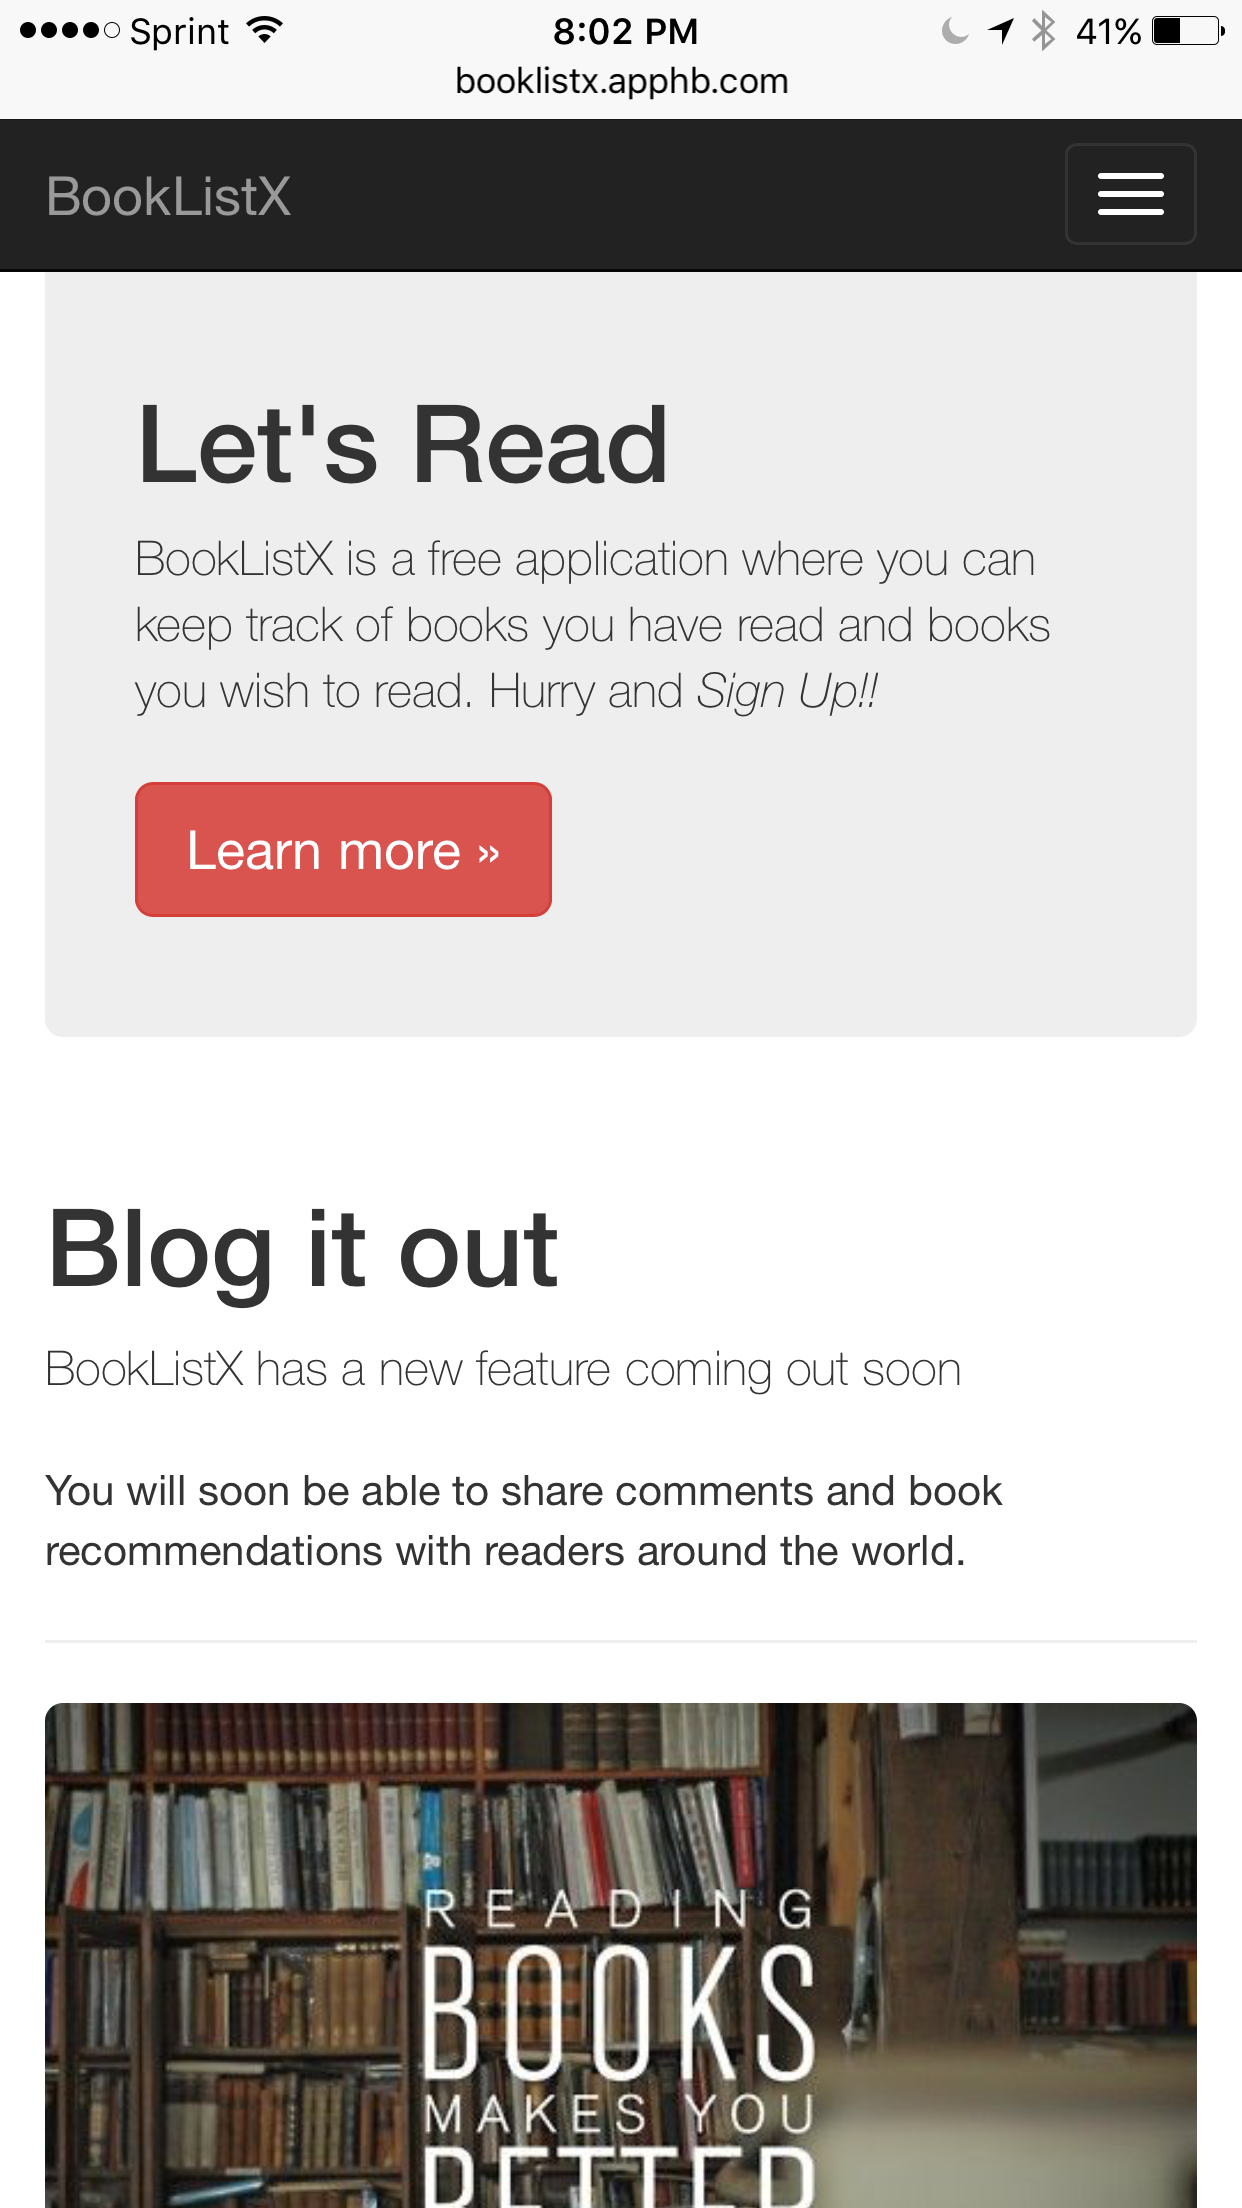 Sprint 8:02 PM 41%
booklistx.apphb.com
BookListX
Let's Read
BookListX is a free application where you can
keep track of books you have read and books
you wish to read. Hurry and Sign Up!!
Learn more »
Blog it out
BookListX has a new feature coming out soon
You will soon be able to share comments and book
recommendations with readers around the world.
READING
BOOKS
MAKES YOU
BETTER